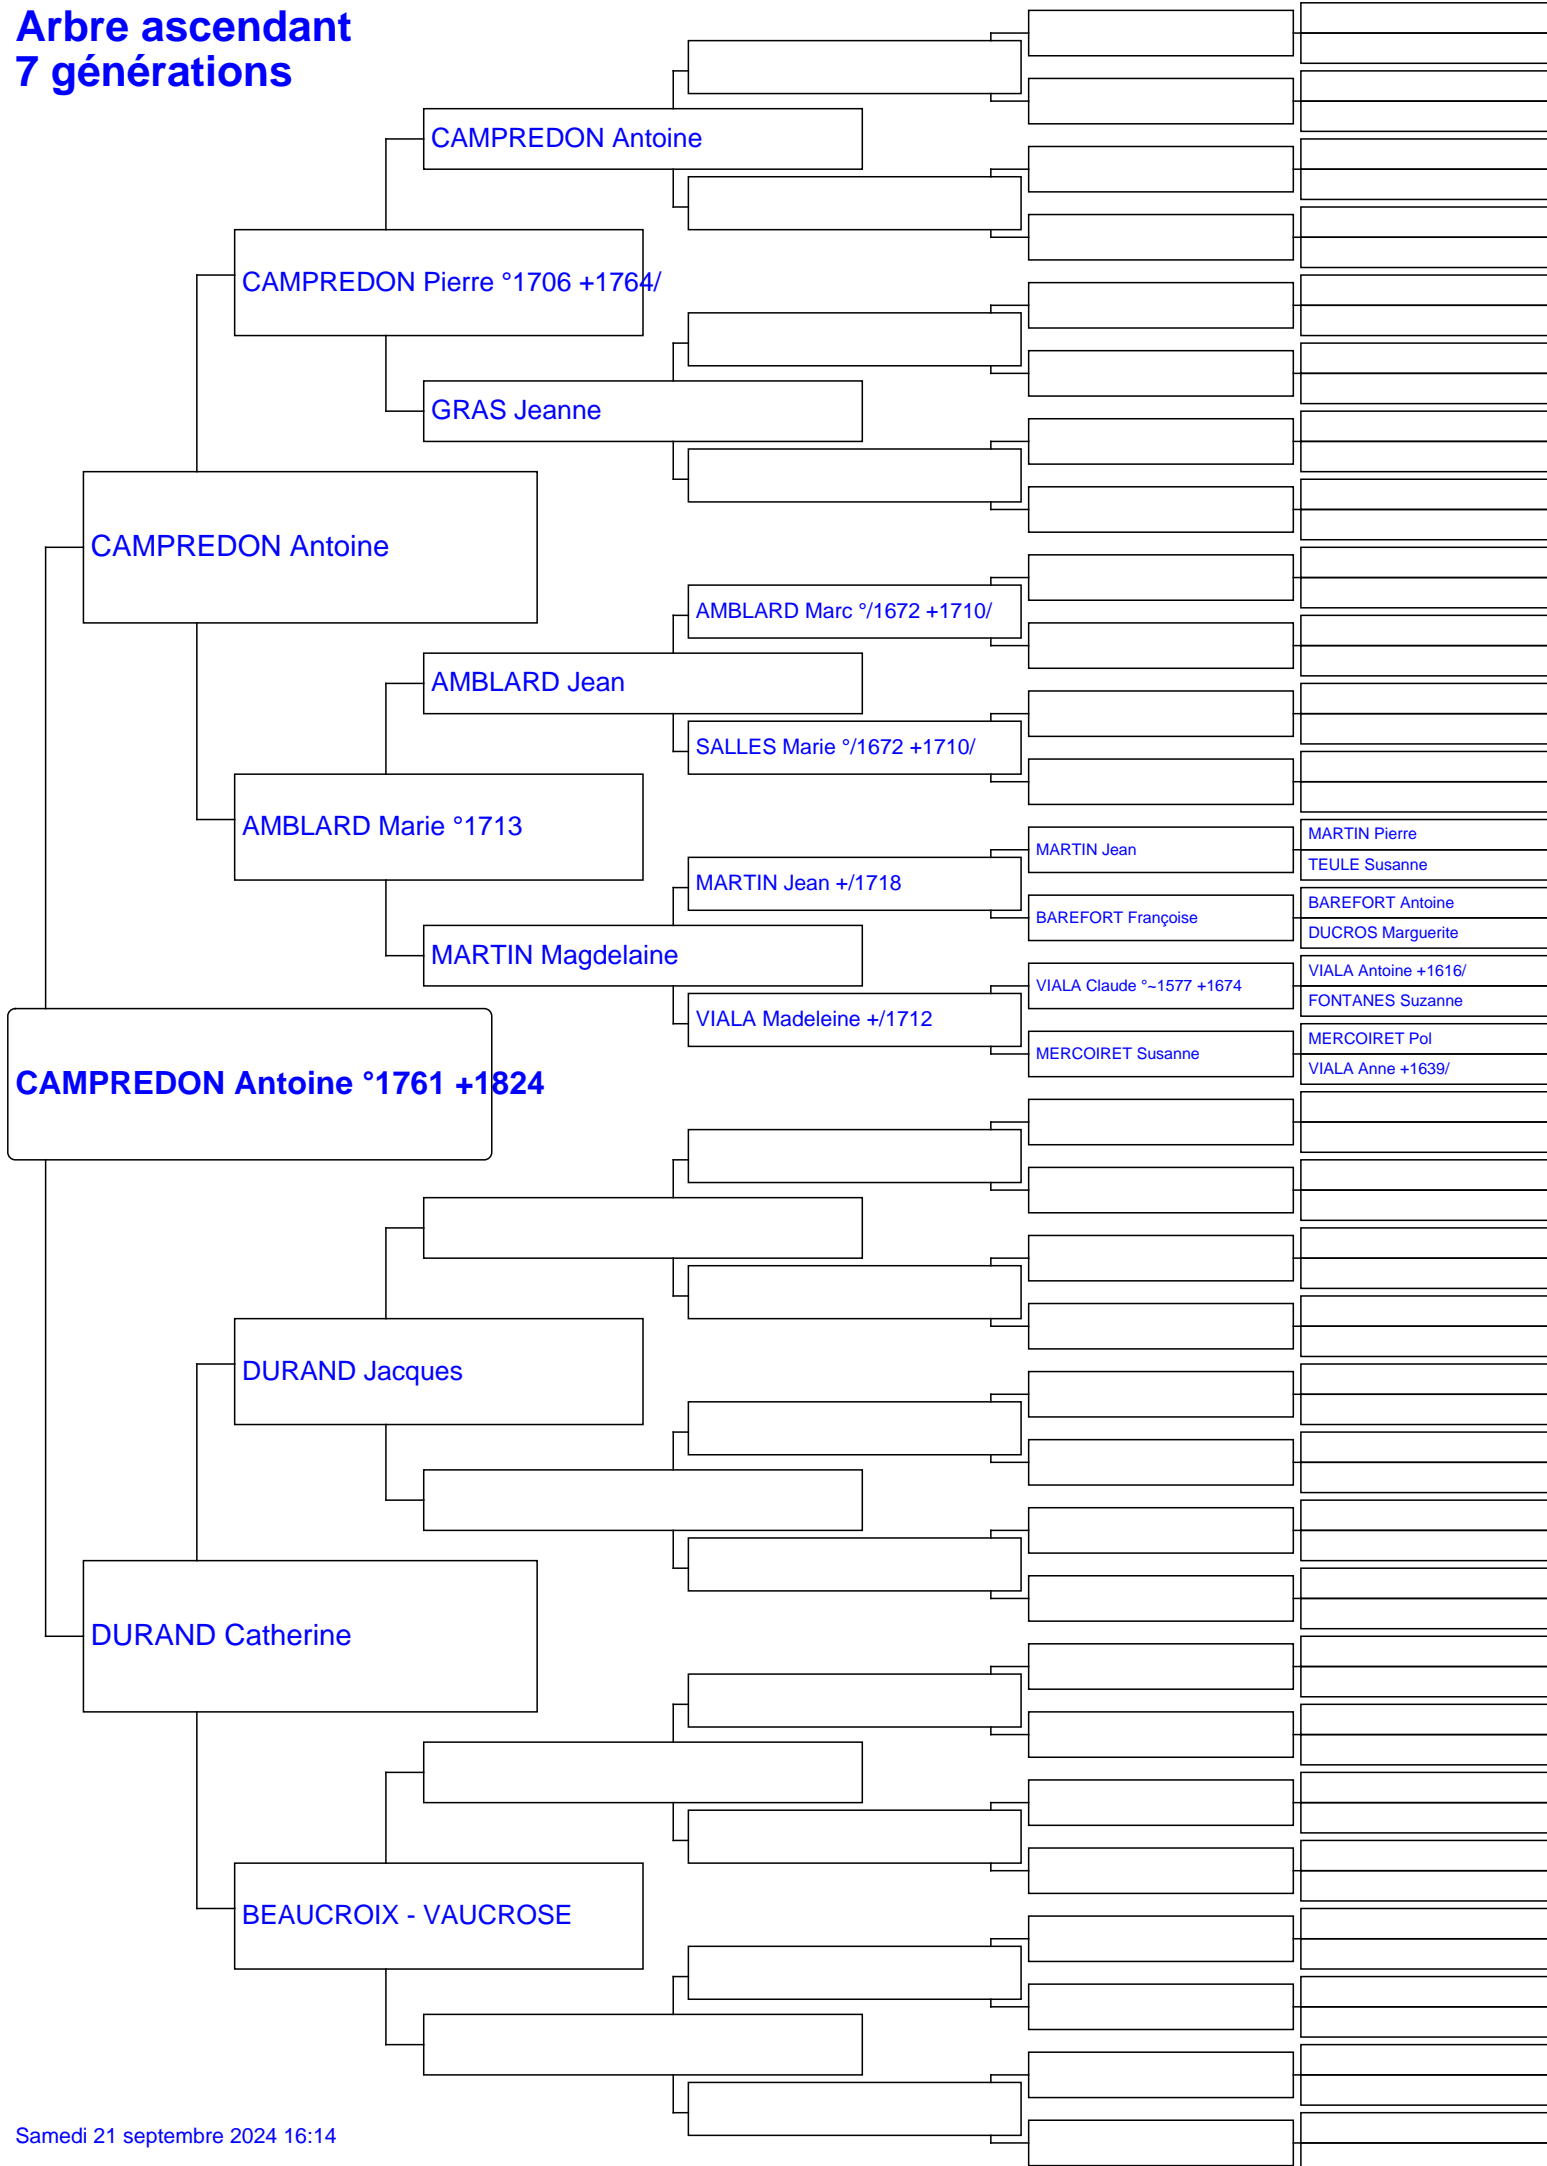 Arbre ascendant
7 générations
CAMPREDON Antoine
CAMPREDON Pierre °1706 +1764/
GRAS Jeanne
CAMPREDON Antoine
AMBLARD Marc °/1672 +1710/
AMBLARD Jean
SALLES Marie °/1672 +1710/
AMBLARD Marie °1713
MARTIN Pierre
MARTIN Jean
TEULE Susanne
MARTIN Jean +/1718
BAREFORT Antoine
BAREFORT Françoise
DUCROS Marguerite
MARTIN Magdelaine
VIALA Antoine +1616/
VIALA Claude °~1577 +1674
FONTANES Suzanne
VIALA Madeleine +/1712
MERCOIRET Pol
MERCOIRET Susanne
VIALA Anne +1639/
CAMPREDON Antoine °1761 +1824
DURAND Jacques
DURAND Catherine
BEAUCROIX - VAUCROSE
Samedi 21 septembre 2024 16:14